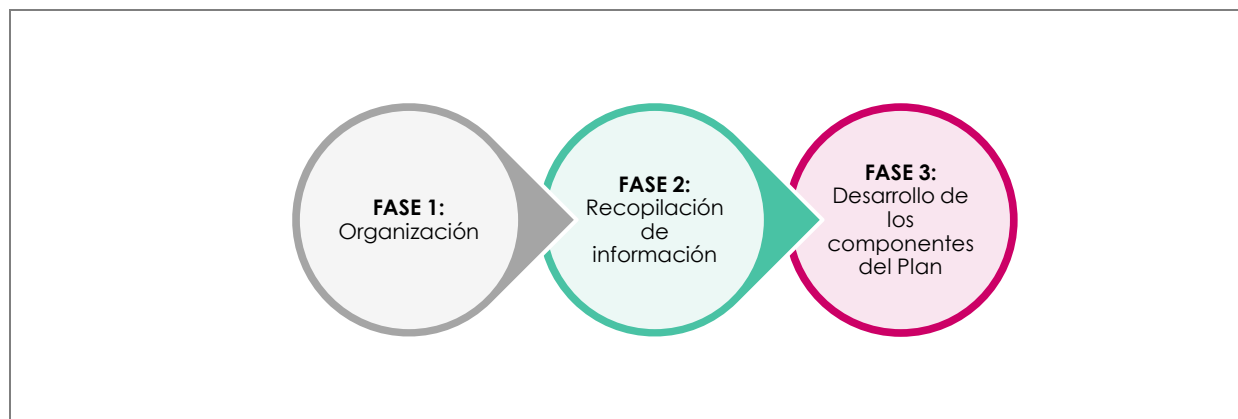 FASE 1:
Organización
FASE 2:
Recopilación
de
información
FASE 3:
Desarrollo de
los
componentes
del Plan